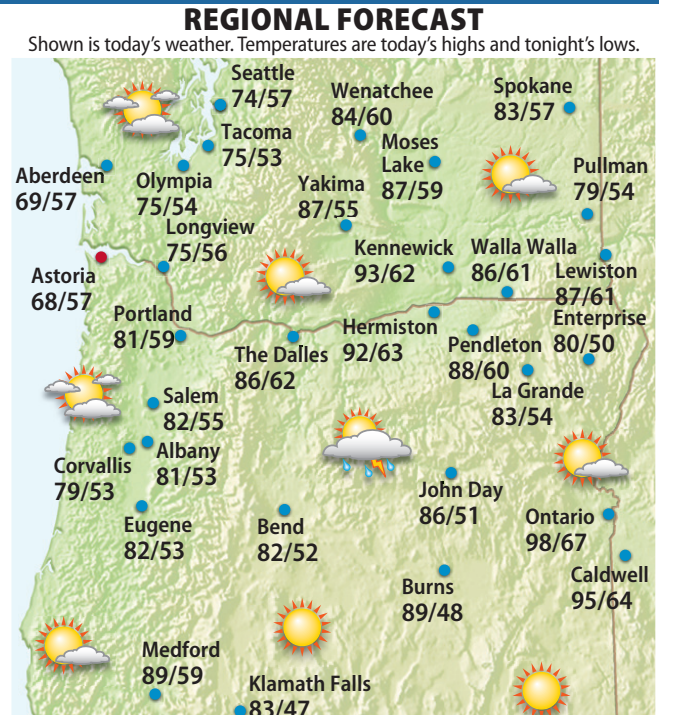 REGIONAL FORECAST
Shown is today's weather. Temperatures are today's highs and tonight's lows.
Seattle
74/57
Wenatchee
84/60
Spokane
83/57
Tacoma
75/53
Moses
Lake
87/59
Pullman
79/54
Aberdeen
69/57
Olympia
75/54
Yakima
87/55
Longview
75/56
Kennewick
93/62
Walla Walla
86/61
Lewiston
87/61
Astoria
68/57
Portland
81/59
The Dalles
86/62
Hermiston
92/63
Pendleton
88/60
Enterprise
80/50
La Grande
83/54
Salem
82/55
Albany
81/53
Corvallis
79/53
Eugene
82/53
Bend
82/52
John Day
86/51
Ontario
98/67
Caldwell
95/64
Burns
89/48
Medford
89/59
Klamath Falls
83/47